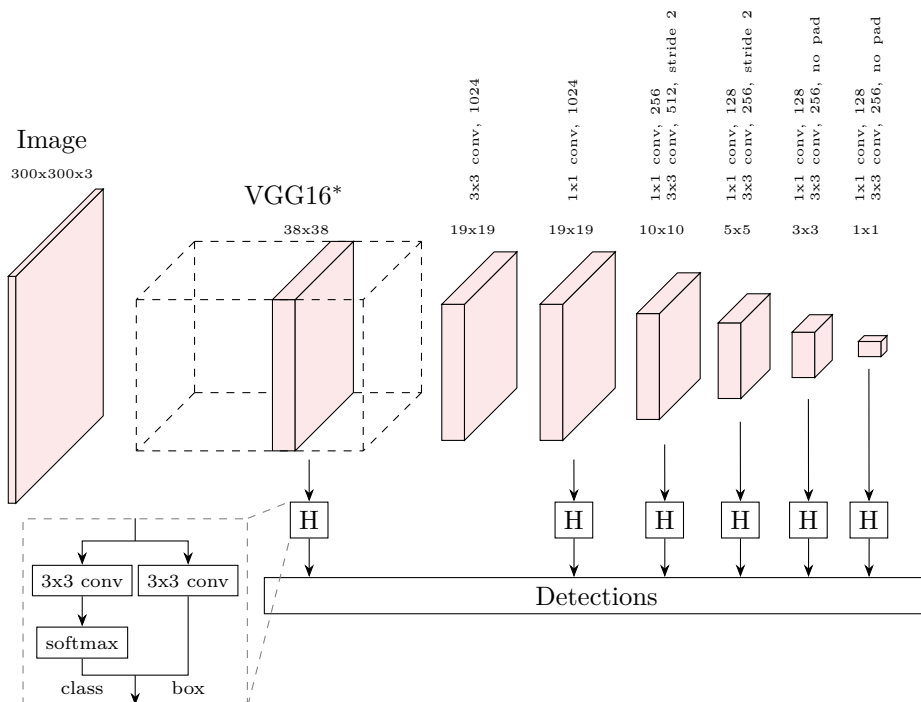 3x3 conv, 1024
1x1 conv, 1024
1x1 conv, 256
3x3 conv, 512, stride 2
1x1 conv, 128
3x3 conv, 256, stride 2
1x1 conv, 128
3x3 conv, 256, no pad
1x1 conv, 128
3x3 conv, 256, no pad
Image
300x300x3
VGG16*
38x38
19x19
19x19
10x10
5x5
3x3
1x1
H
H
H
H
H
H
3x3 conv
3x3 conv
Detections
softmax
class
box